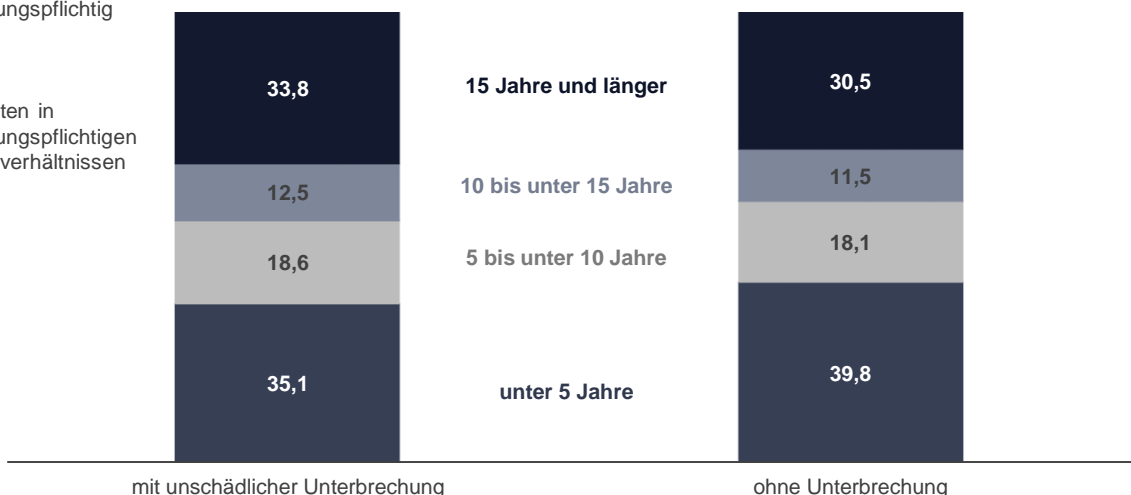 ungspflichtig
ten in
ungspflichtigen
verhältnissen
33,8
15 Jahre und länger
30,5
12,5
10 bis unter 15 Jahre
11,5
18,6
5 bis unter 10 Jahre
18,1
35,1
unter 5 Jahre
39,8
mit unschädlicher Unterbrechung
ohne Unterbrechung